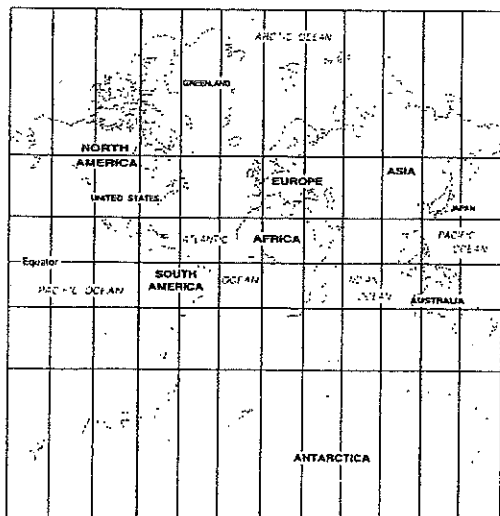 ARCTIC OCEAN
GREENLAND
NORTH
AMERICA
EUROPE
ASIA
UNITED STATES
JAPAN
ATLANTIC
AFRICA
PACIFIC
OCEAN
Equator
SOUTH
AMERICA
OCEAN
INDIAN
OCEAN
PACIFIC OCEAN
AUSTRALIA
ANTARCTICA